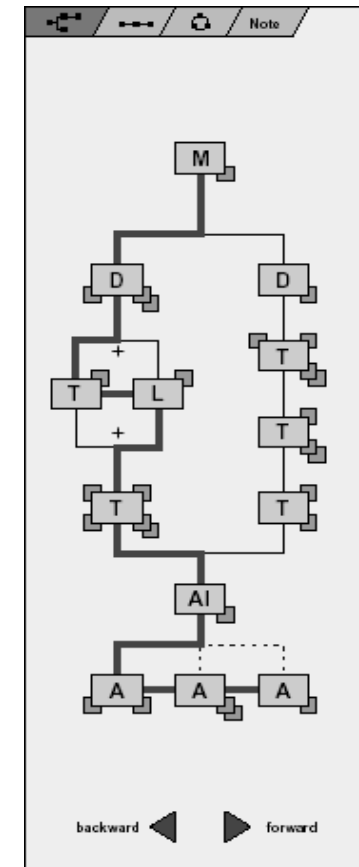 Note
M
D D
+ T
T L
+ T
T T
AI
A A A
backward forward